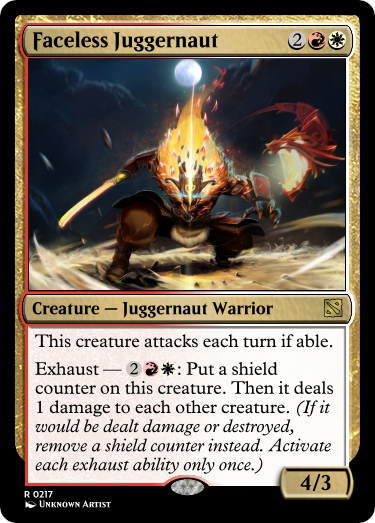 Faceless Juggernaut 2
Creature — Juggernaut Warrior
This creature attacks each turn if able.
Exhaust — 2: Put a shield
counter on this creature. Then it deals
1 damage to each other creature. (If it
would be dealt damage or destroyed,
remove a shield counter instead. Activate
each exhaust ability only once.)
4/3
R 0217
Unknown Artist